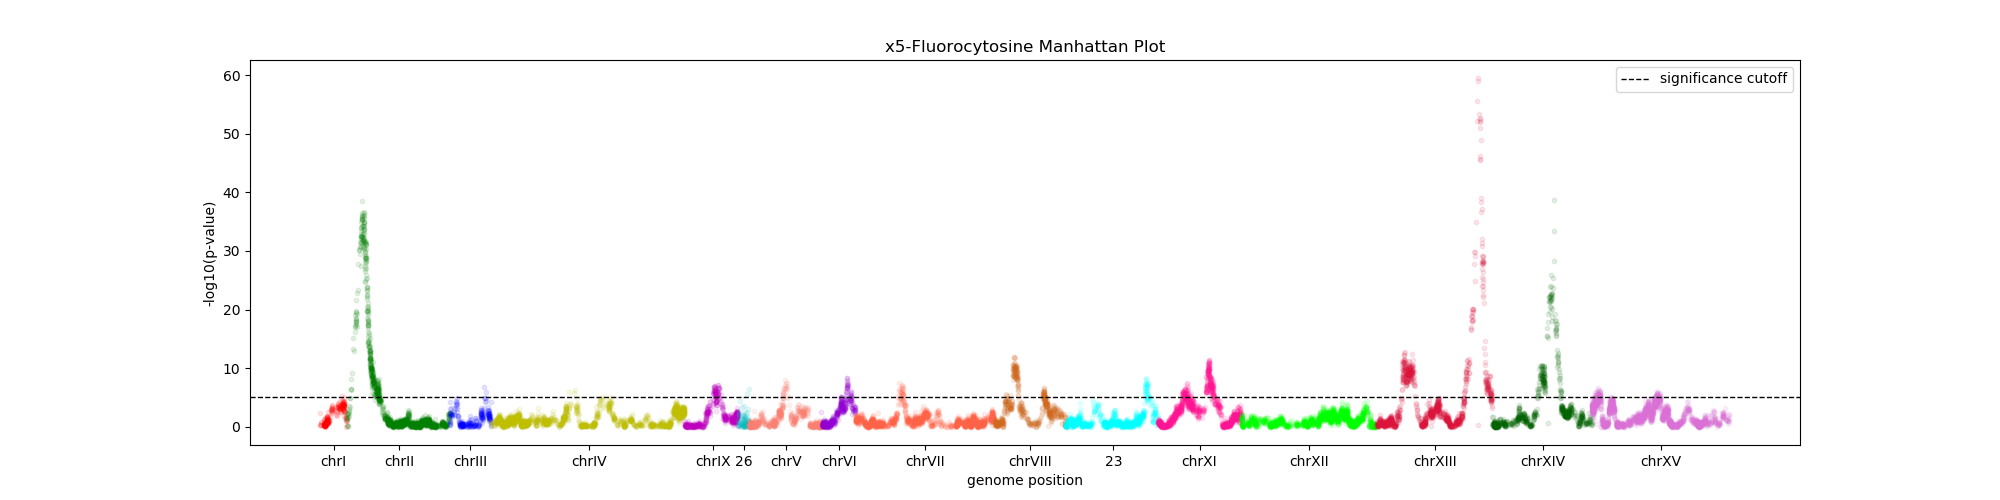 x5-Fluorocytosine Manhattan Plot
significance cutoff
-log10(p-value)
60
50
40
30
20
10
0
chrI chrII chrIII chrIV chrIX 26 chrV chrVI chrVII chrVIII 23 chrXI chrXII chrXIII chrXIV chrXV
genome position